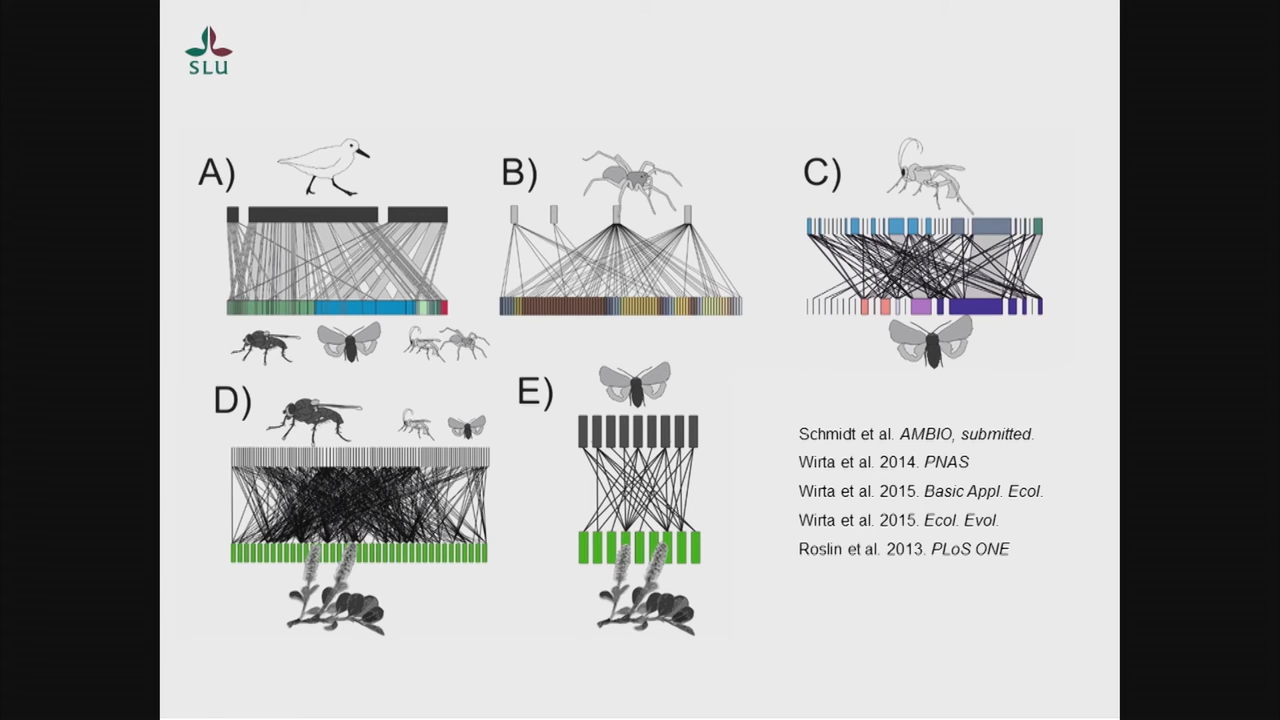 SLU
A)
B)
C)
D)
E)
Schmidt et al. AMBIO, submitted.
Wirta et al. 2014. PNAS
Wirta et al. 2015. Basic Appl. Ecol.
Wirta et al. 2015. Ecol. Evol.
Roslin et al. 2013. PLoS ONE